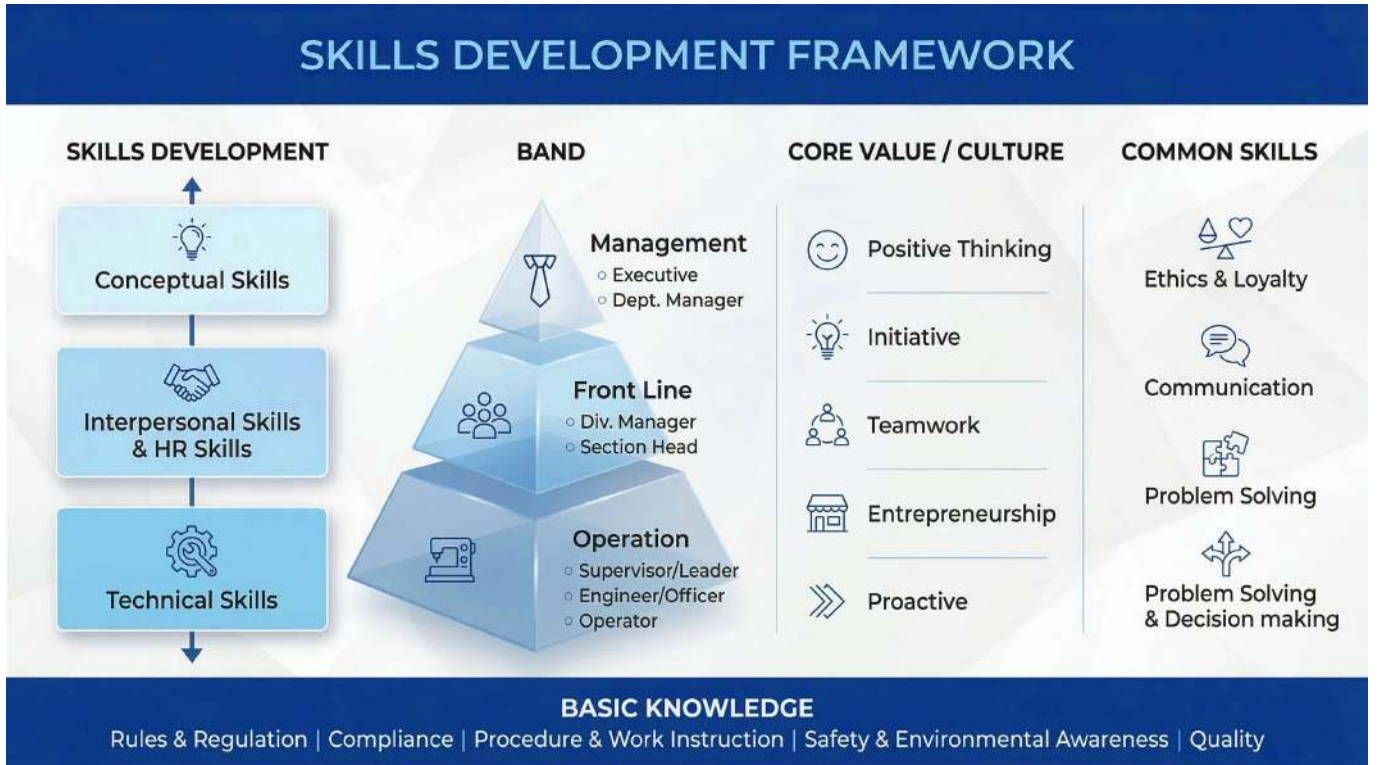 SKILLS DEVELOPMENT FRAMEWORK
SKILLS DEVELOPMENT
Conceptual Skills
Interpersonal Skills
& HR Skills
Technical Skills
BAND
Management
Executive
Dept. Manager
Front Line
Div. Manager
Section Head
Operation
Supervisor/Leader
Engineer/Officer
Operator
CORE VALUE / CULTURE
Positive Thinking
Initiative
Teamwork
Entrepreneurship
Proactive
COMMON SKILLS
Ethics & Loyalty
Communication
Problem Solving
Problem Solving
& Decision making
BASIC KNOWLEDGE
Rules & Regulation | Compliance | Procedure & Work Instruction | Safety & Environmental Awareness | Quality